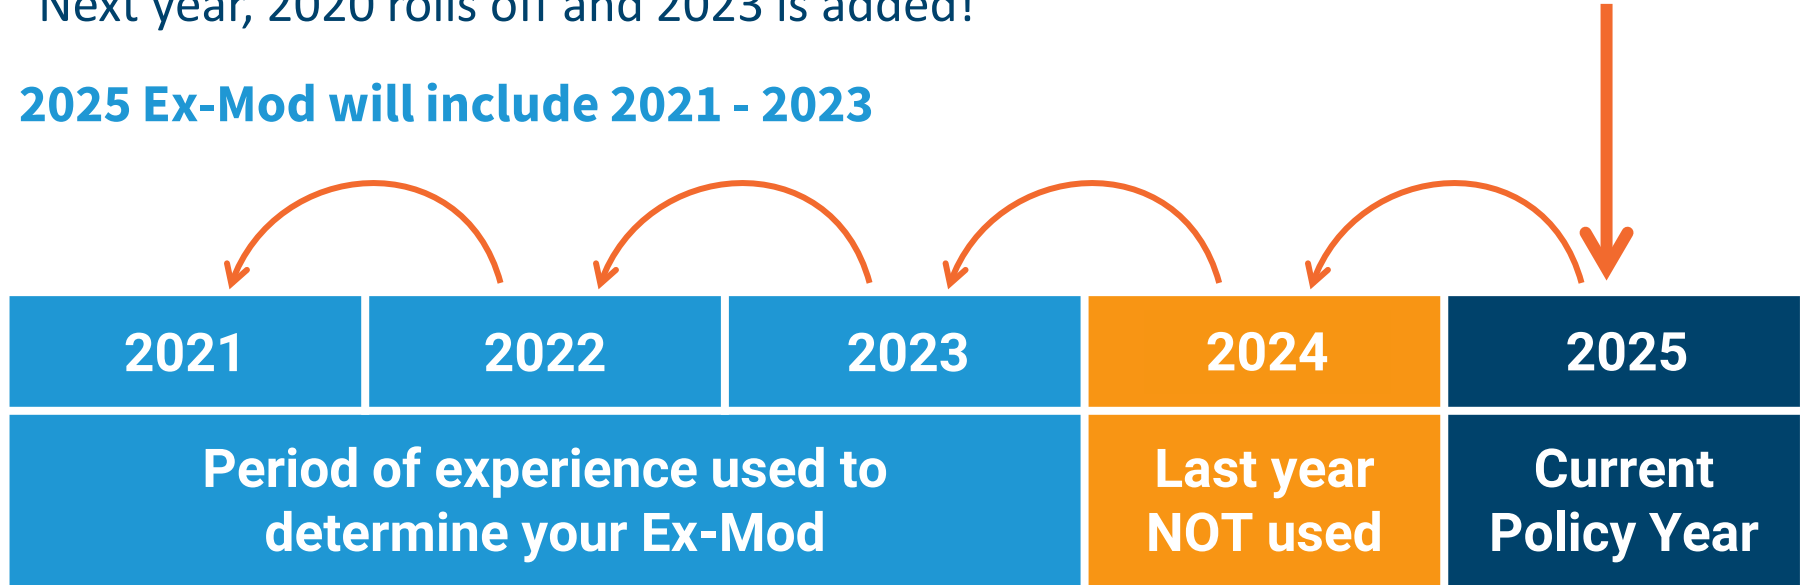 Next year, 2020 rolls off and 2023 is added!
2025 Ex-Mod will include 2021 - 2023
2021
2022
2023
2024
2025
Period of experience used to
determine your Ex-Mod
Last year
NOT used
Current
Policy Year